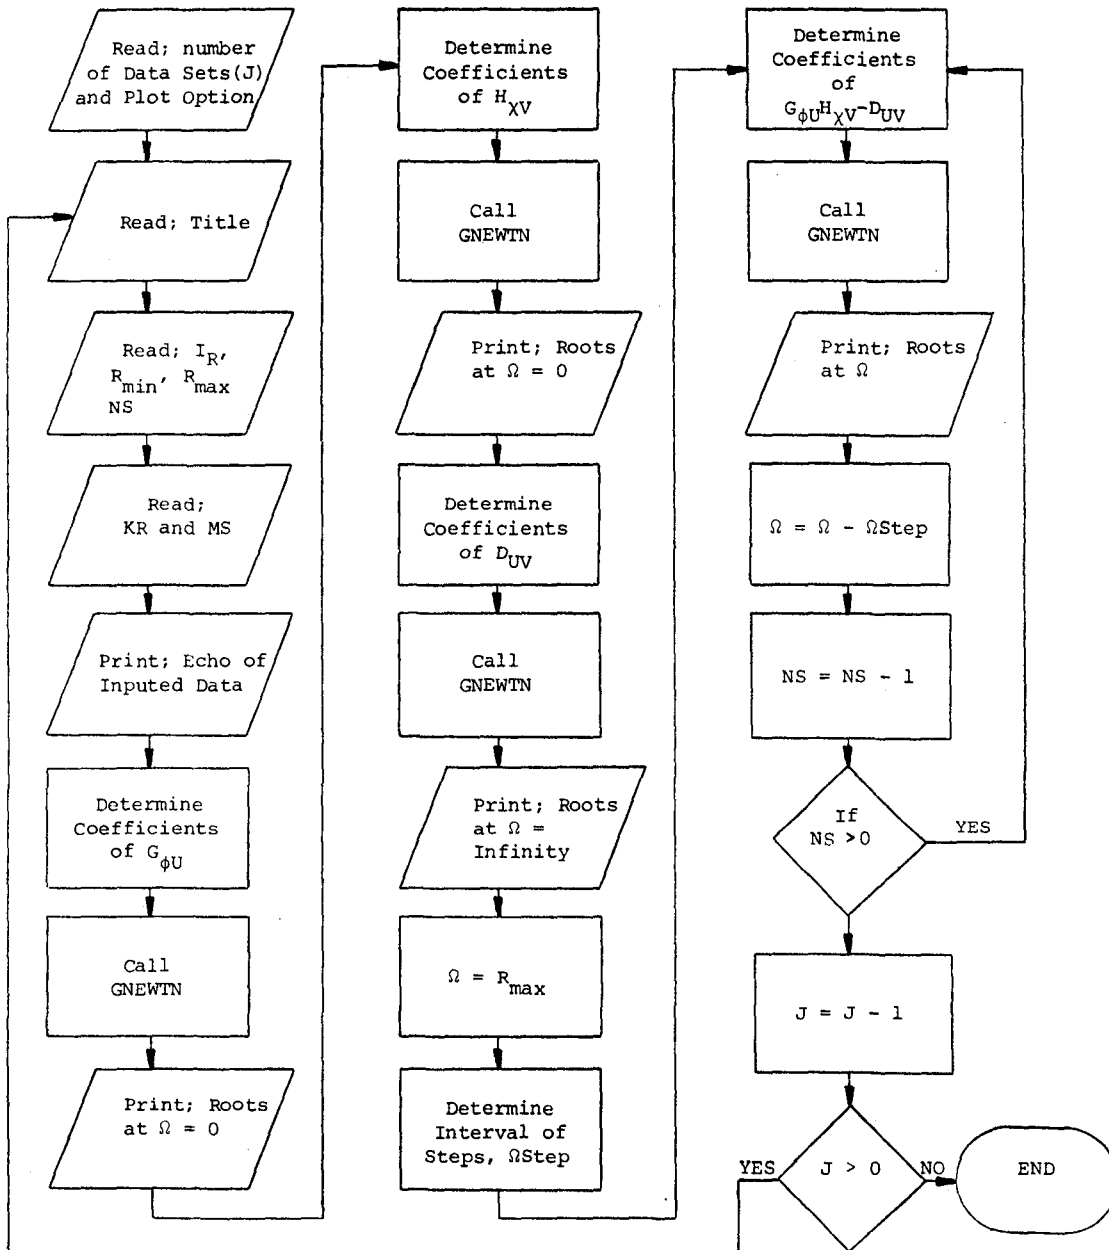 Read; number
of Data Sets(J)
and Plot Option
Read; Title
Read; I_R,
R_min, R_max
NS
Read;
KR and MS
Print; Echo of
Inputed Data
Determine
Coefficients
of G_ϕU
Call
GNEWTN
Print; Roots
at Ω = 0
Determine
Coefficients
of H_χV
Call
GNEWTN
Print; Roots
at Ω = 0
Determine
Coefficients
of D_UV
Call
GNEWTN
Print; Roots
at Ω =
Infinity
Ω = R_max
Determine
Interval of
Steps, ΩStep
Determine
Coefficients
of
G_ϕU H_χV-D_UV
Call
GNEWTN
Print; Roots
at Ω
Ω = Ω - ΩStep
NS = NS - 1
If
NS >0
YES
J = J - 1
YES
J > 0
NO
END